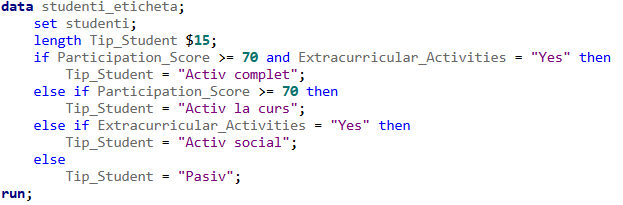 data studenti_eticheta;
    set studenti;
    length Tip_Student $15;
    if Participation_Score >= 70 and Extracurricular_Activities = "Yes" then
        Tip_Student = "Activ complet";
    else if Participation_Score >= 70 then
        Tip_Student = "Activ la curs";
    else if Extracurricular_Activities = "Yes" then
        Tip_Student = "Activ social";
    else
        Tip_Student = "Pasiv";
run;